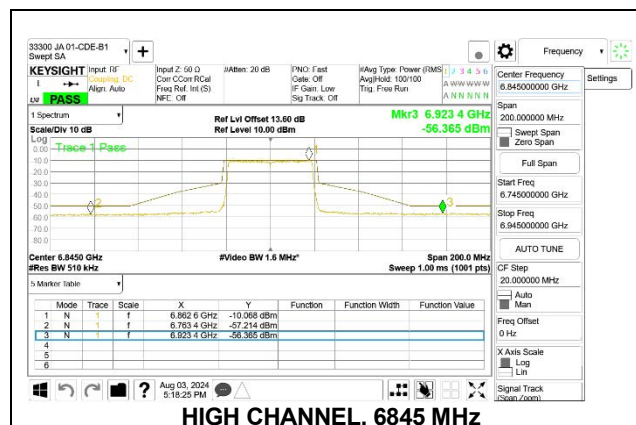 33300 JA 01-CDE-B1
Swept SA
Frequency
KEYSIGHT
Input: RF
Coupling: DC
Align: Auto
Input Z: 50 Ω
Corr CCorr RCal
Freq Ref: Int (S)
NFE: Off
#Atten: 20 dB
PNO: Fast
Gate: Off
IF Gain: Low
Sig Track: Off
#Avg Type: Power (RMS
Avg|Hold: 100/100
Trig: Free Run
1 2 3 4 5 6
A W W W W W
A N N N N N
PASS
Center Frequency
6.845000000 GHz
Settings
Span
200.000000 MHz
Swept Span
Zero Span
Full Span
Start Freq
6.745000000 GHz
Stop Freq
6.945000000 GHz
AUTO TUNE
CF Step
20.000000 MHz
Auto
Man
Freq Offset
0 Hz
X Axis Scale
Log
Lin
Signal Track
(Span Zoom)
1 Spectrum
Scale/Div 10 dB
Ref Lvl Offset 13.60 dB
Ref Level 10.00 dBm
Mkr3 6.923 4 GHz
-56.365 dBm
Log
Trace 1 Pass
0.00
10.0
20.0
30.0
40.0
50.0
60.0
70.0
80.0
1
2
3
Center 6.8450 GHz
#Video BW 1.6 MHz*
Span 200.0 MHz
#Res BW 510 kHz
Sweep 1.00 ms (1001 pts)
5 Marker Table
Mode Trace Scale X Y Function Function Width Function Value
1 N 1 f 6.862 6 GHz -10.068 dBm
2 N 1 f 6.763 4 GHz -57.214 dBm
3 N 1 f 6.923 4 GHz -56.365 dBm
4
5
6
?
Aug 03, 2024
5:18:25 PM
HIGH CHANNEL, 6845 MHz